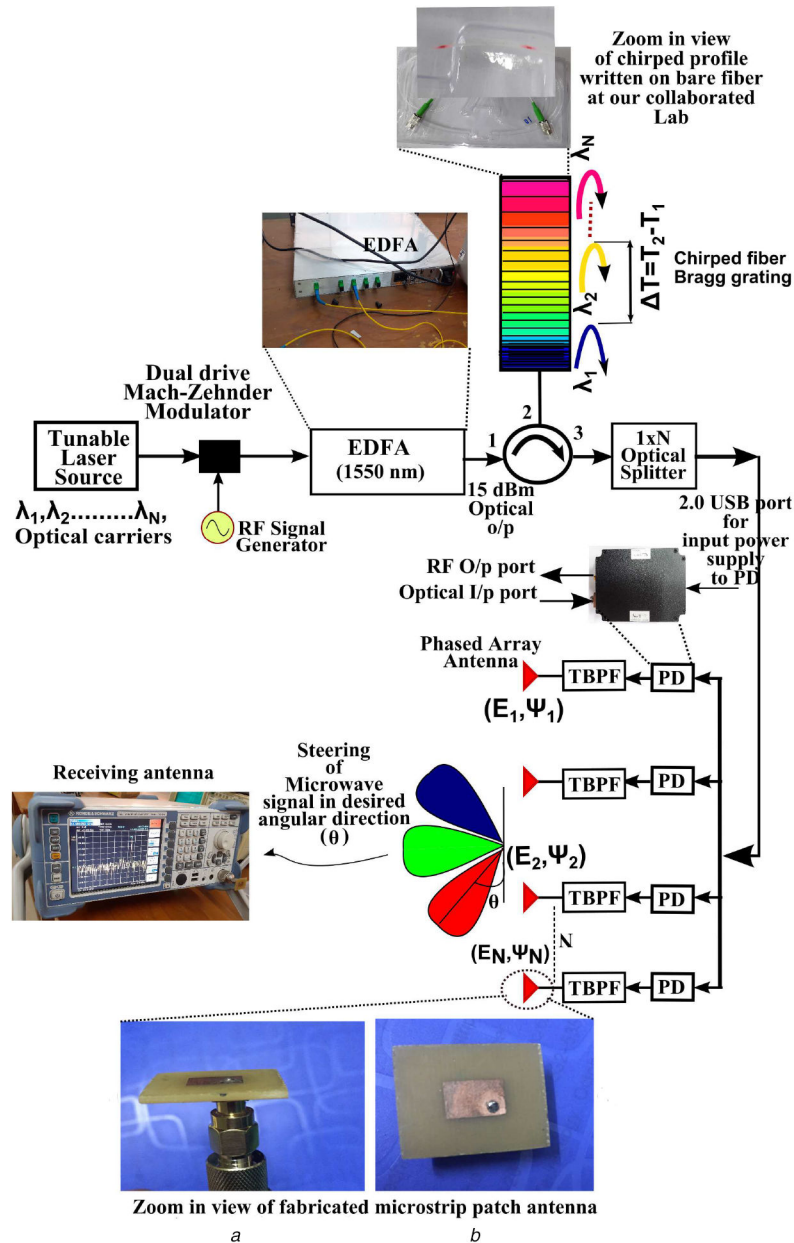 Zoom in view
of chirped profile
written on bare fiber
at our collaborated
Lab
λN
EDFA
ΔT=T2-T1
Chirped fiber
Bragg grating
λ2
λ1
Dual drive
Mach-Zehnder
Modulator
2
1
3
Tunable
Laser
Source
EDFA
(1550 nm)
1xN
Optical
Splitter
15 dBm
Optical
o/p
λ1,λ2.........λN,
Optical carriers
RF Signal
Generator
2.0 USB port
for
input power
supply
to PD
RF O/p port
Optical I/p port
Phased Array
Antenna
TBPF
PD
(E1,Ψ1)
Steering
of
Microwave
signal in desired
angular direction
(θ)
Receiving antenna
TBPF
PD
(E2,Ψ2)
θ
TBPF
PD
N
(EN,ΨN)
TBPF
PD
Zoom in view of fabricated microstrip patch antenna
a
b